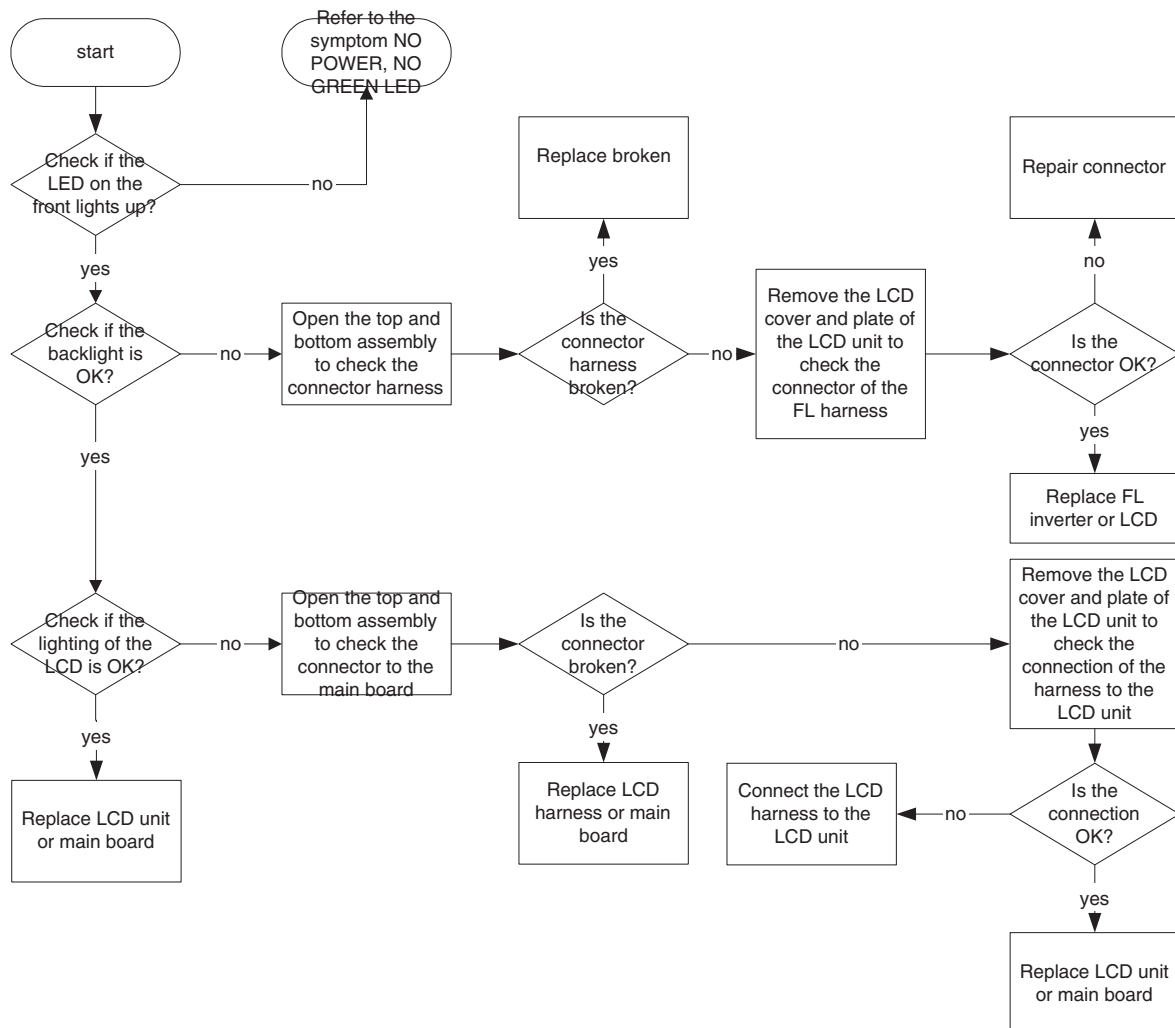 start
Refer to the
symptom NO
POWER, NO
GREEN LED
Check if the
LED on the
front lights up?
no
yes
Replace broken
Repair connector
yes
no
Check if the
backlight is
OK?
no
Open the top and
bottom assembly
to check the
connector harness
Is the
connector
harness
broken?
no
Remove the LCD
cover and plate of
the LCD unit to
check the
connector of the
FL harness
Is the
connector OK?
yes
yes
Replace FL
inverter or LCD
Check if the
lighting of the
LCD is OK?
no
Open the top and
bottom assembly
to check the
connector to the
main board
Is the
connector
broken?
no
Remove the LCD
cover and plate of
the LCD unit to
check the
connection of the
harness to the
LCD unit
yes
yes
Replace LCD unit
or main board
Replace LCD
harness or main
board
Connect the LCD
harness to the
LCD unit
no
Is the
connection
OK?
yes
Replace LCD unit
or main board